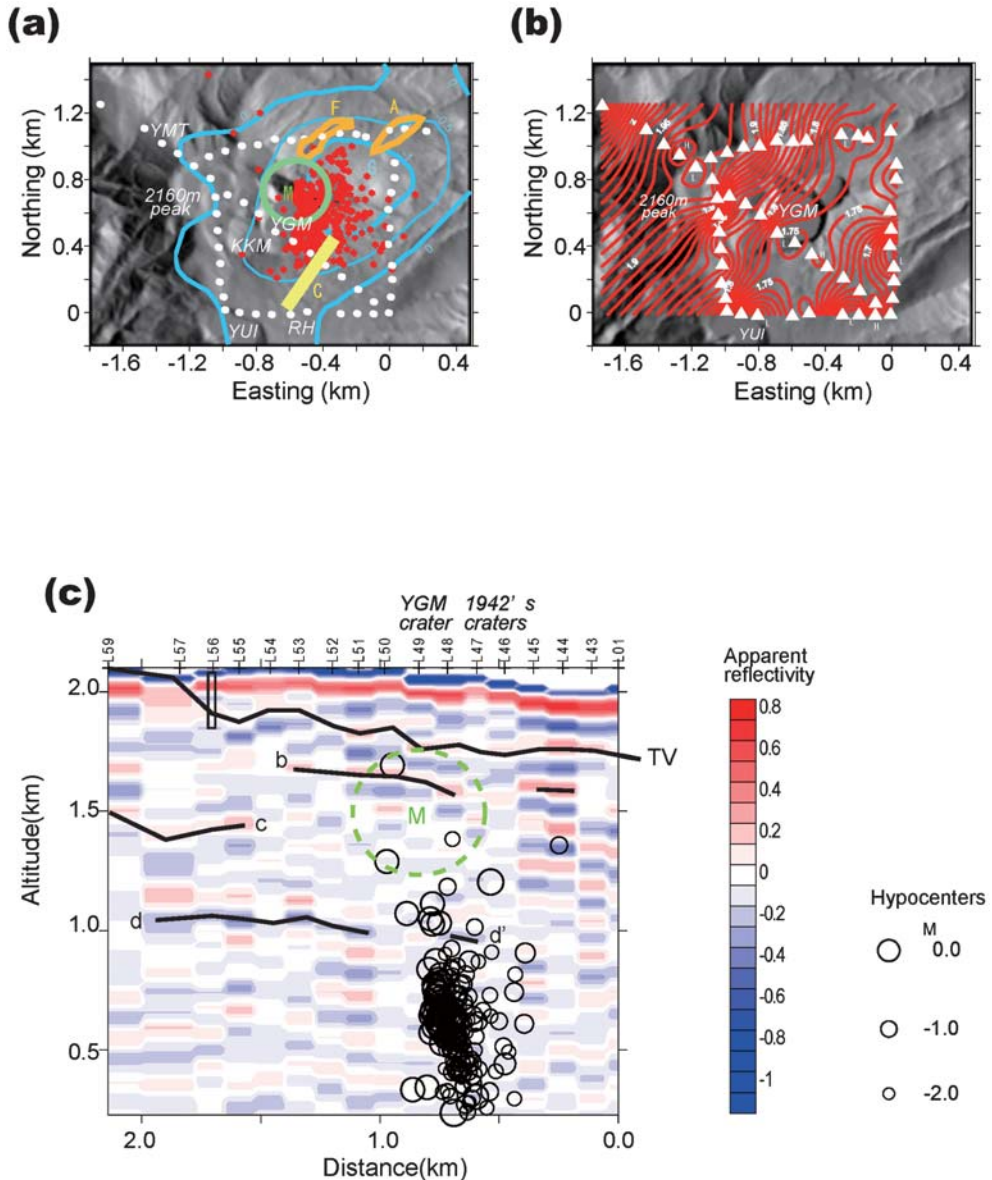 (a)
(b)
Northing (km)
1.2
0.8
0.4
0
-1.6
-1.2
-0.8
-0.4
0
0.4
Easting (km)
YMT
2160m
peak
F
A
M
YGM
KKM
C
YUI
RH
Northing (km)
1.2
0.8
0.4
0
-1.6
-1.2
-0.8
-0.4
0
0.4
Easting (km)
2160m
peak
YGM
YUI
1.90
1.9
1.75
1.75
1.75
(c)
YGM 1942' s
crater craters
L59
L57
L56
L55
L54
L53
L52
L51
L50
L49
L48
L47
L46
L45
L44
L43
L01
Altitude(km)
2.0
1.5
1.0
0.5
TV
b
M
c
d
d'
2.0
1.0
0.0
Distance(km)
Apparent
reflectivity
0.8
0.6
0.4
0.2
0
-0.2
-0.4
-0.6
-0.8
-1
Hypocenters
M
0.0
-1.0
-2.0